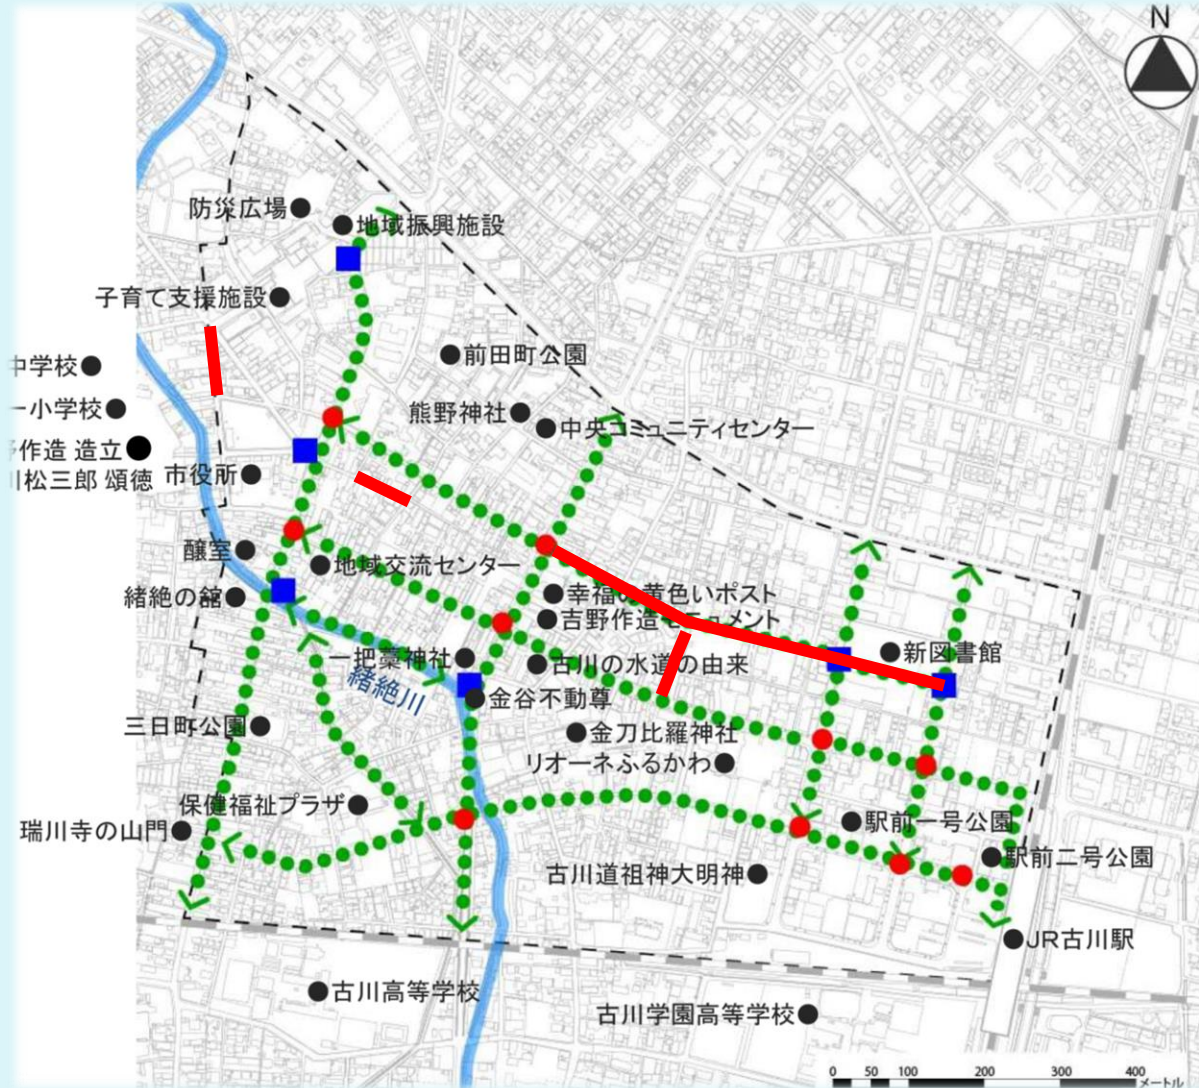 N
防災広場
地域振興施設
子育て支援施設
中学校
前田町公園
一小学校
熊野神社
中央コミュニティセンター
作造 造立
市役所
松三郎 頌徳
醸室
地域交流センター
緒絶の舘
幸福の黄色いポスト
吉野作造モニュメント
新図書館
一把藁神社
古川の水道の由来
緒絶川
金谷不動尊
三日町公園
金刀比羅神社
リオーネふるかわ
保健福祉プラザ
駅前一号公園
瑞川寺の山門
駅前二号公園
古川道祖神大明神
JR古川駅
古川高等学校
古川学園高等学校
0 50 100 200 300 400
メートル